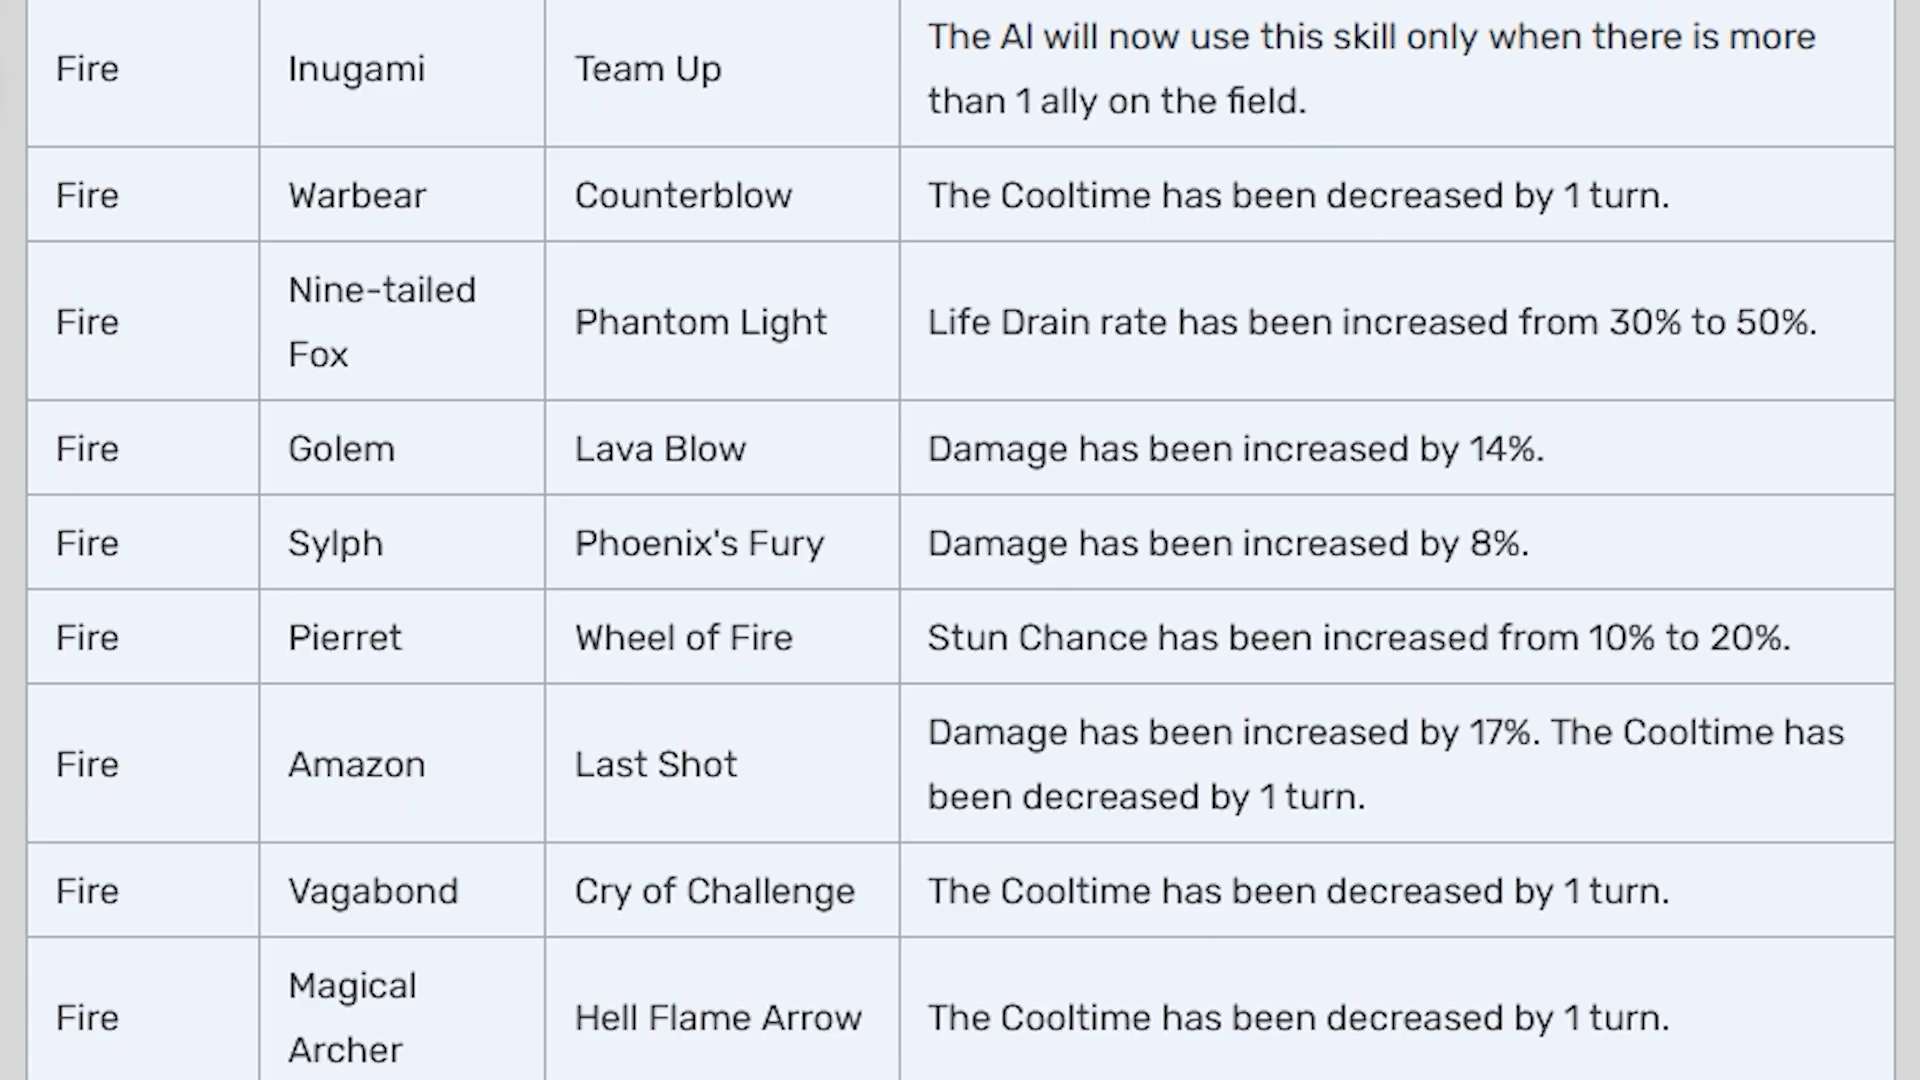 Fire Inugami Team Up The AI will now use this skill only when there is more
than 1 ally on the field.
Fire Warbear Counterblow The Cooltime has been decreased by 1 turn.
Fire Nine-tailed
Fox Phantom Light Life Drain rate has been increased from 30% to 50%.
Fire Golem Lava Blow Damage has been increased by 14%.
Fire Sylph Phoenix's Fury Damage has been increased by 8%.
Fire Pierret Wheel of Fire Stun Chance has been increased from 10% to 20%.
Fire Amazon Last Shot Damage has been increased by 17%. The Cooltime has
been decreased by 1 turn.
Fire Vagabond Cry of Challenge The Cooltime has been decreased by 1 turn.
Fire Magical
Archer Hell Flame Arrow The Cooltime has been decreased by 1 turn.